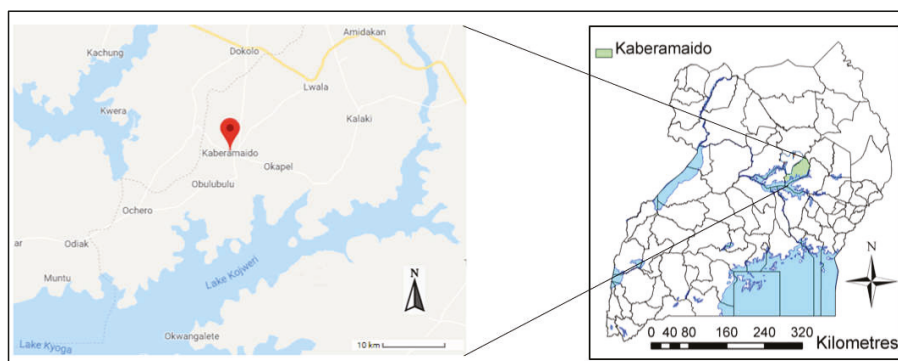 Amidakan
Kachung
Dokolo
Lwala
Kwera
Kalaki
Kaberamaido
Okapel
Obulubulu
Ochero
ar
Odiak
Muntu
Lake Kojweri
N
Okwangalete
Lake Kyoga
10 km
Kaberamaido
N
0 40 80 160 240 320
Kilometres